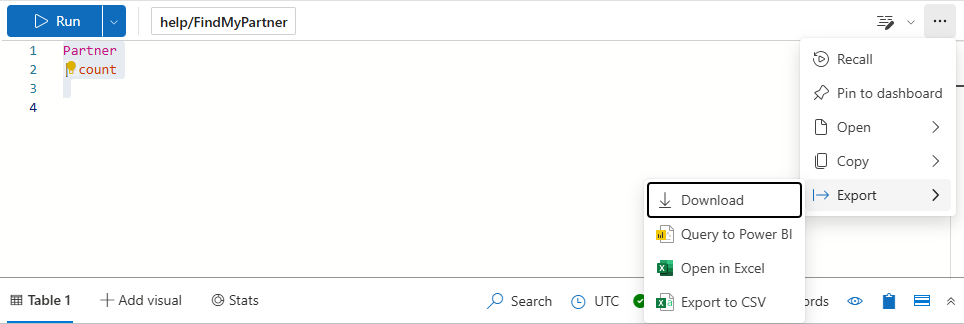 Run
help/FindMyPartner
1 Partner
2 | count
3
4
Recall
Pin to dashboard
Open
Copy
Export
Download
Query to Power BI
Open in Excel
Export to CSV
Table 1
Add visual
Stats
Search
UTC
ords